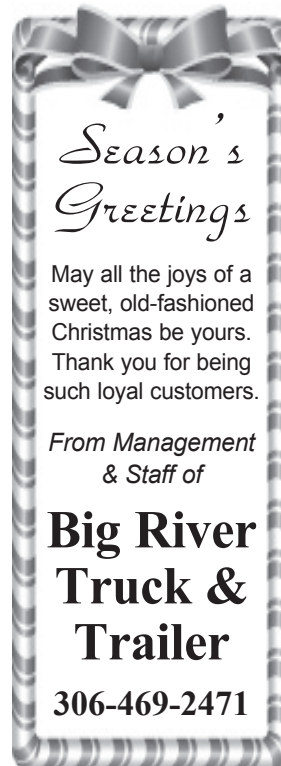 Season's
Greetings
May all the joys of a
sweet, old-fashioned
Christmas be yours.
Thank you for being
such loyal customers.
From Management
& Staff of
Big River
Truck &
Trailer
306-469-2471